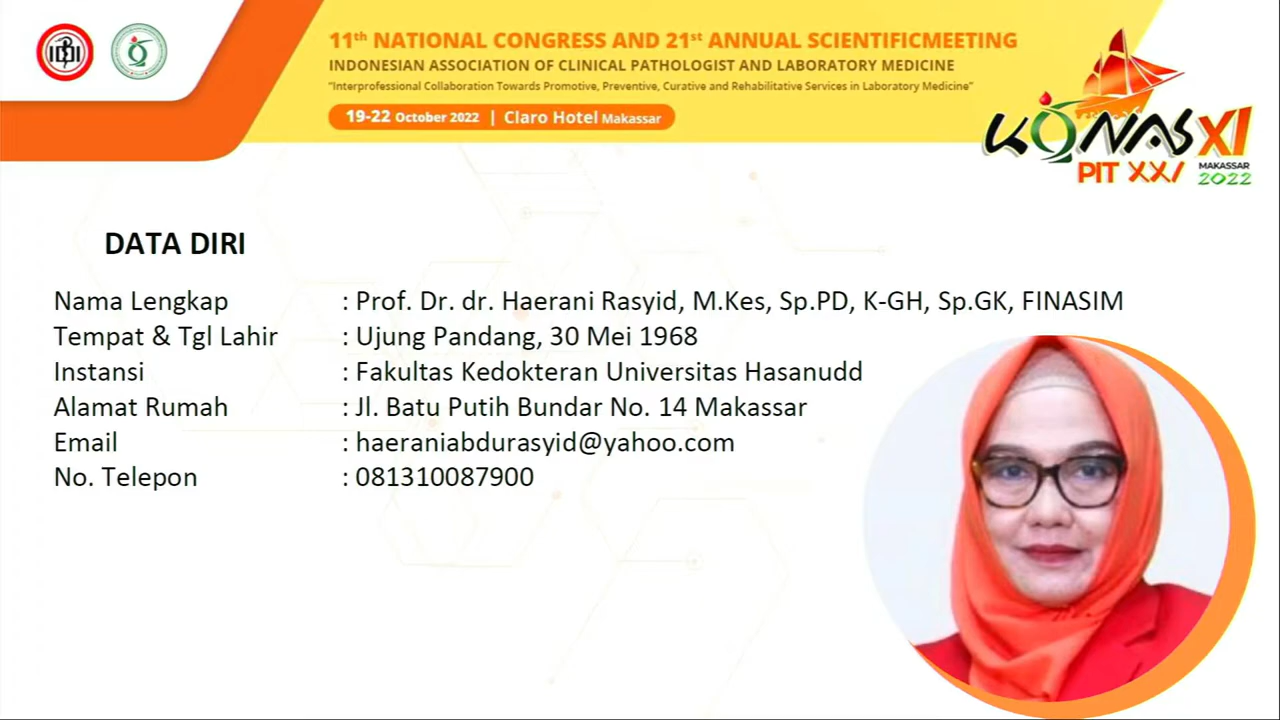 11th NATIONAL CONGRESS AND 21st ANNUAL SCIENTIFICMEETING
INDONESIAN ASSOCIATION OF CLINICAL PATHOLOGIST AND LABORATORY MEDICINE
"Interprofessional Collaboration Towards Promotive, Preventive, Curative and Rehabilitative Services in Laboratory Medicine"
19-22 October 2022 | Claro Hotel Makassar
KONAS XI
PIT XXI MAKASSAR 2022
DATA DIRI
Nama Lengkap : Prof. Dr. dr. Haerani Rasyid, M.Kes, Sp.PD, K-GH, Sp.GK, FINASIM
Tempat & Tgl Lahir : Ujung Pandang, 30 Mei 1968
Instansi : Fakultas Kedokteran Universitas Hasanudd
Alamat Rumah : Jl. Batu Putih Bundar No. 14 Makassar
Email : haeraniabdurasyid@yahoo.com
No. Telepon : 081310087900